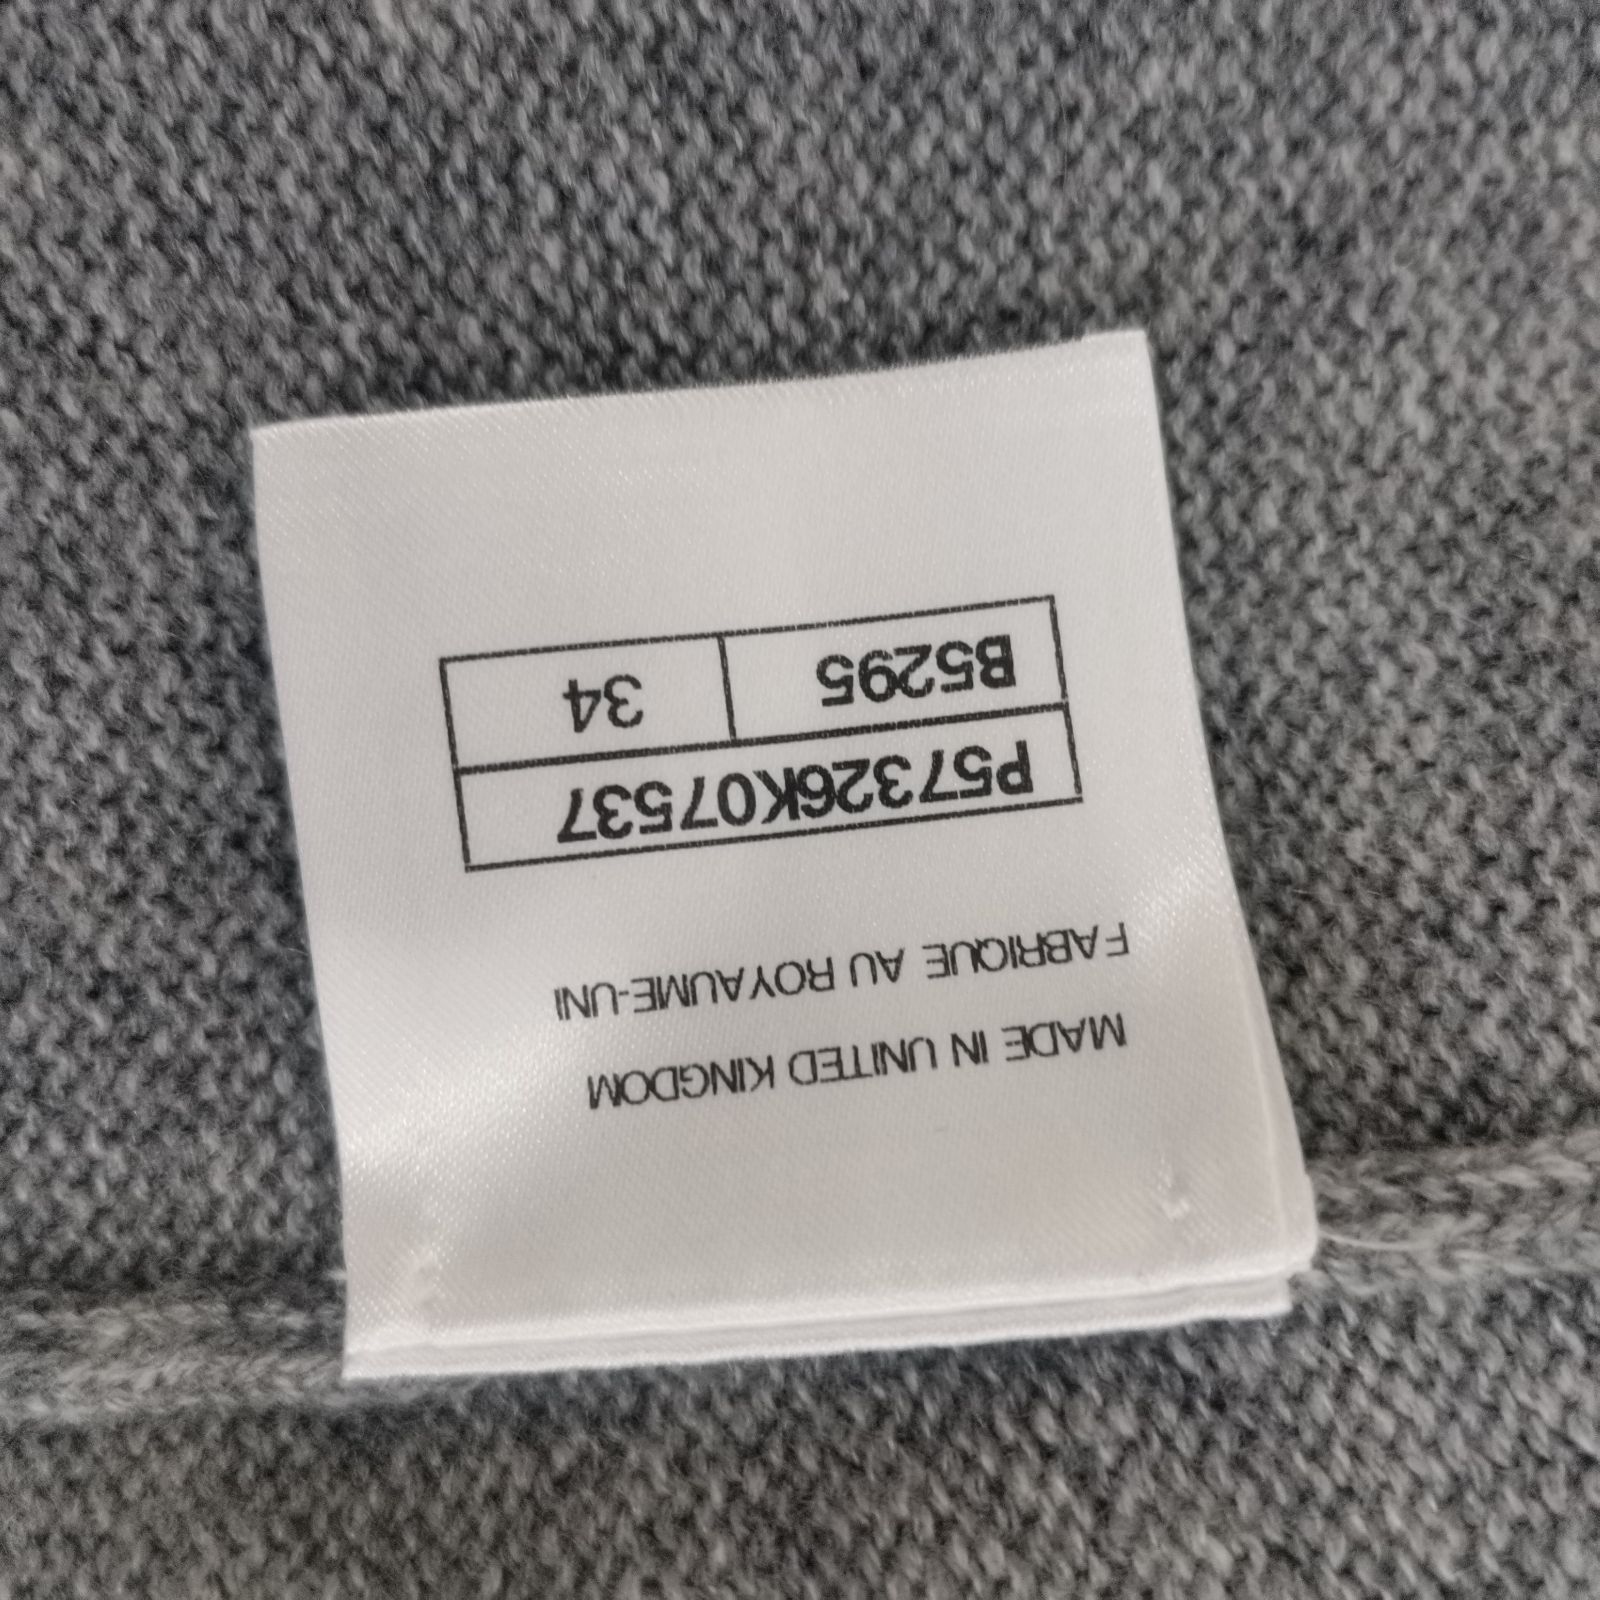 MADE IN UNITED KINGDOM
FABRIQUE AU ROYAUME-UNI
P57326K07537
B5295 34